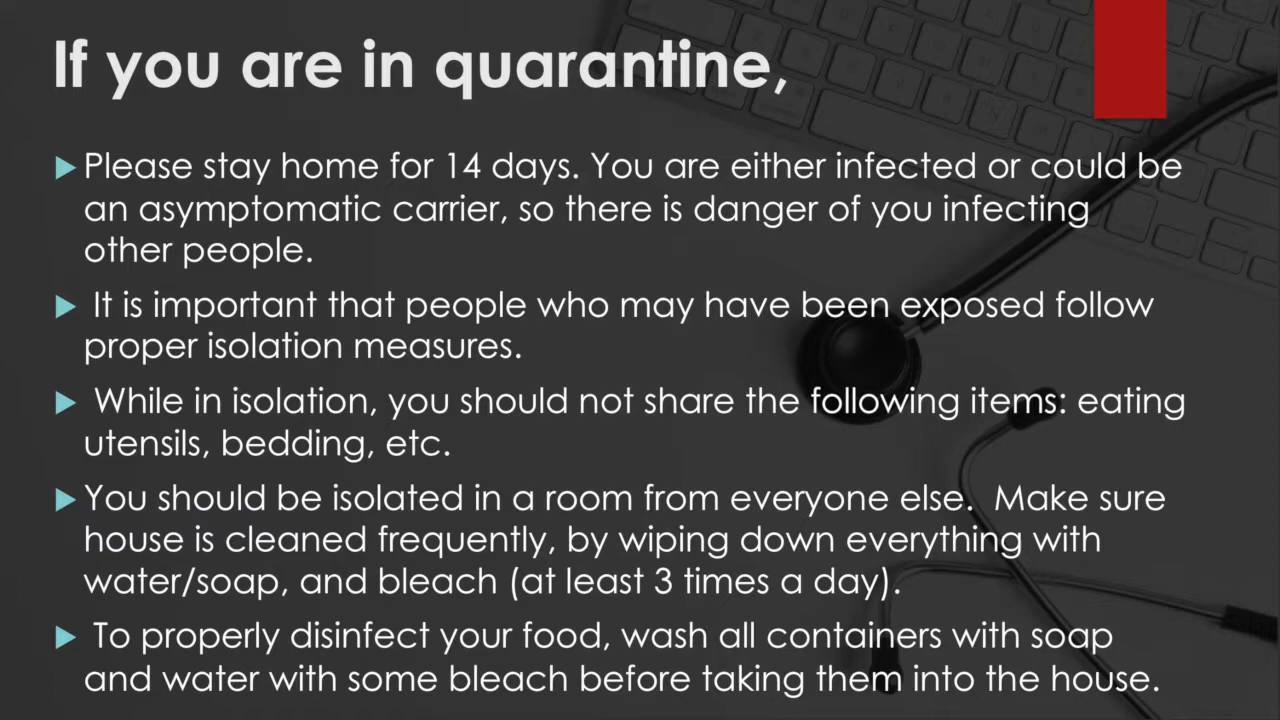 If you are in quarantine,
Please stay home for 14 days. You are either infected or could be
an asymptomatic carrier, so there is danger of you infecting
other people.
It is important that people who may have been exposed follow
proper isolation measures.
While in isolation, you should not share the following items: eating
utensils, bedding, etc.
You should be isolated in a room from everyone else.  Make sure
house is cleaned frequently, by wiping down everything with
water/soap, and bleach (at least 3 times a day).
To properly disinfect your food, wash all containers with soap
and water with some bleach before taking them into the house.